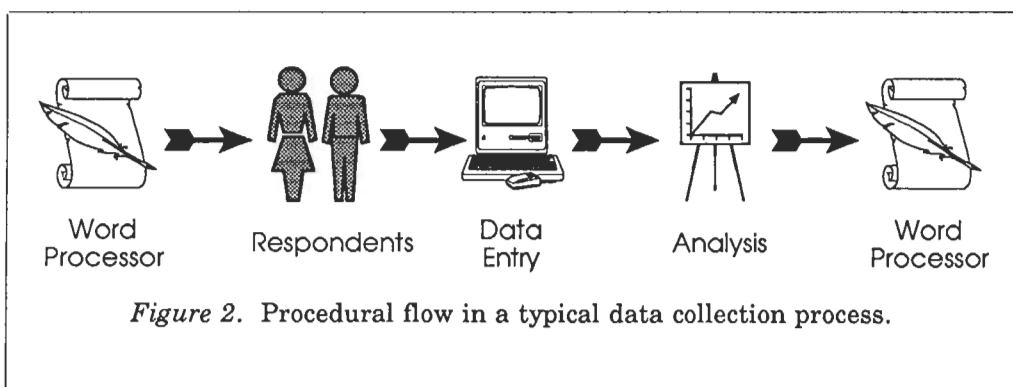 Word
Processor
Respondents
Data
Entry
Analysis
Word
Processor
Figure 2. Procedural flow in a typical data collection process.